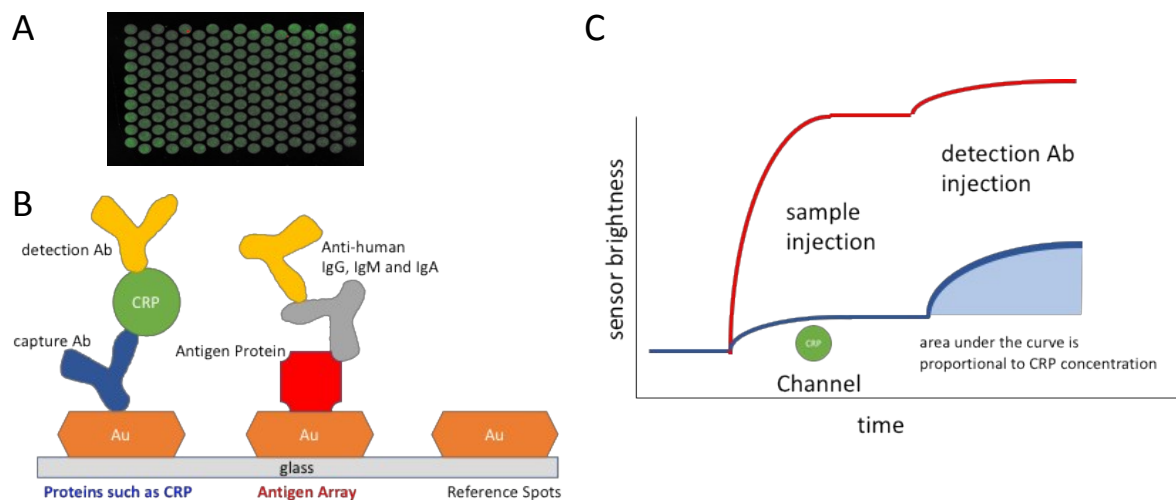 A
B
detection Ab
CRP
capture Ab
Au
Anti-human
IgG, IgM and IgA
Antigen Protein
Au
Au
glass
Proteins such as CRP
Antigen Array
Reference Spots
C
sensor brightness
sample
injection
detection Ab
injection
CRP
Channel
area under the curve is
proportional to CRP concentration
time